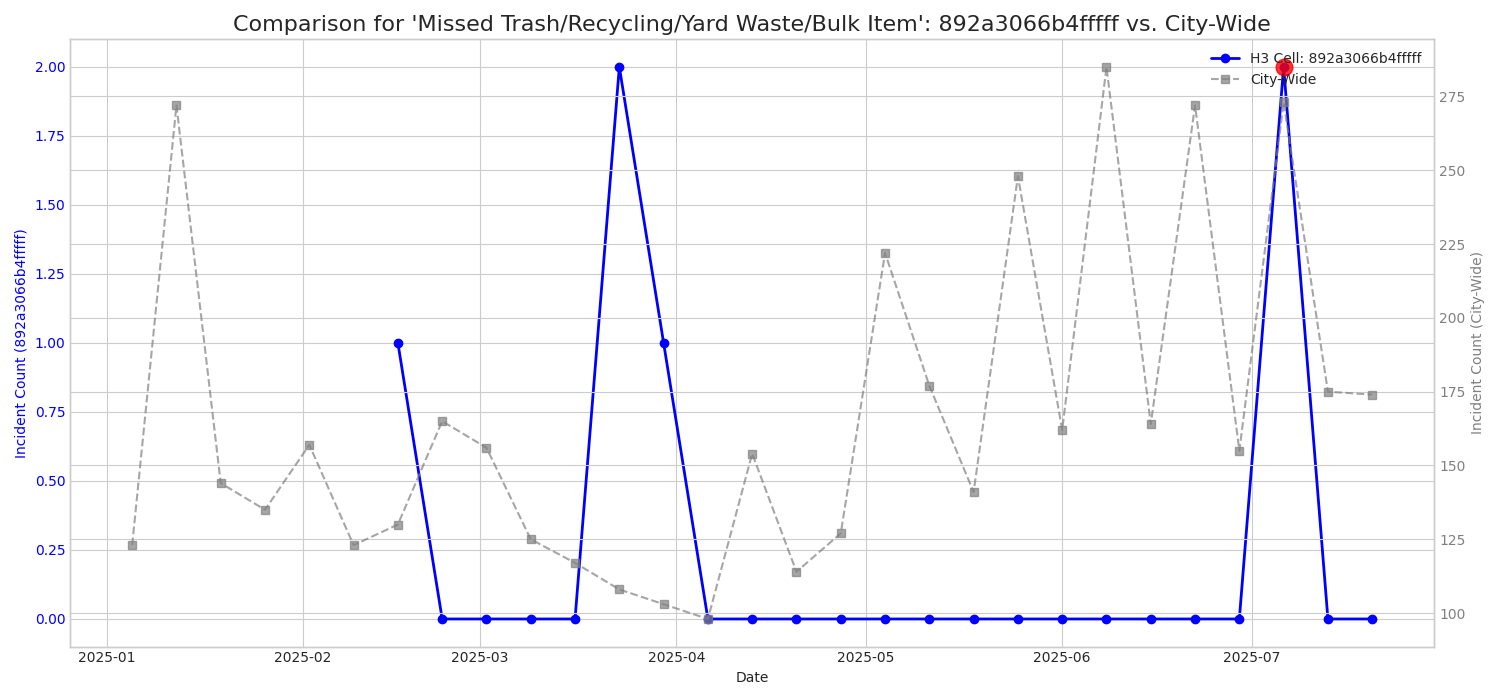 Comparison for 'Missed Trash/Recycling/Yard Waste/Bulk Item': 892a3066b4fffff vs. City-Wide
H3 Cell: 892a3066b4fffff
City-Wide
Incident Count (892a3066b4fffff)
2.00
1.75
1.50
1.25
1.00
0.75
0.50
0.25
0.00
275
250
225
200
175
150
125
100
Incident Count (City-Wide)
2025-01 2025-02 2025-03 2025-04 2025-05 2025-06 2025-07
Date